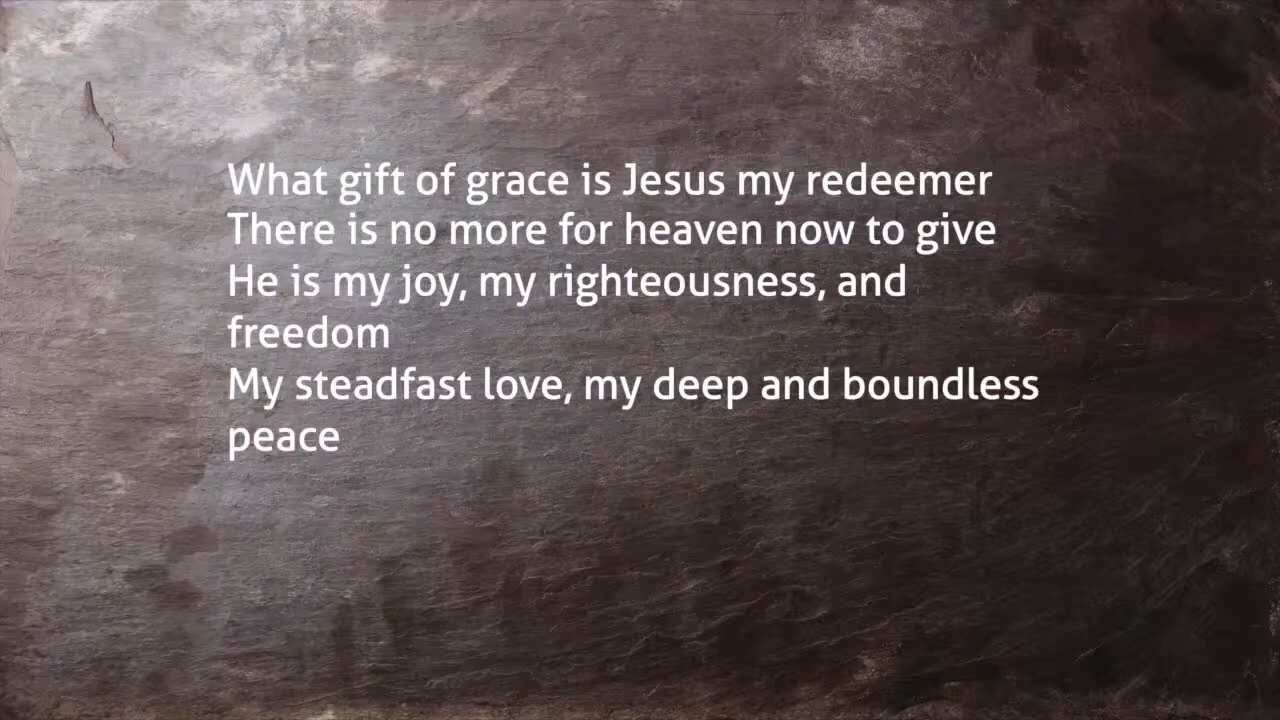 What gift of grace is Jesus my redeemer
There is no more for heaven now to give
He is my joy, my righteousness, and
freedom
My steadfast love, my deep and boundless
peace